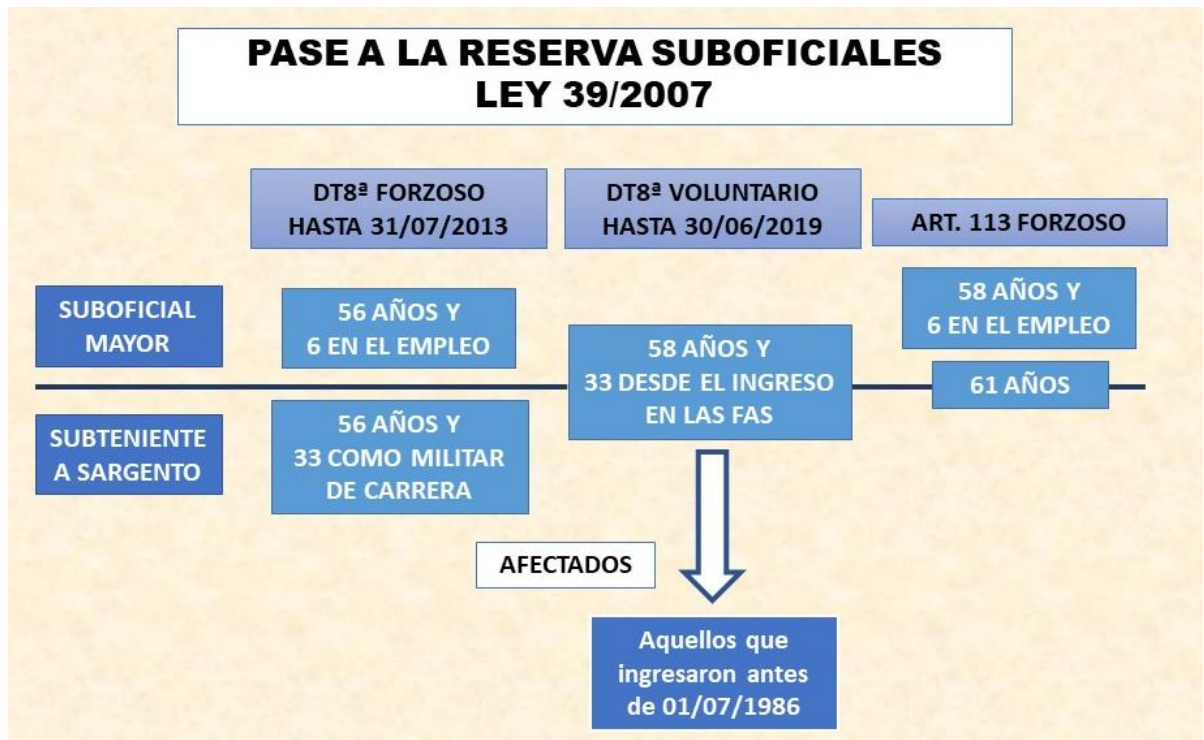 PASE A LA RESERVA SUBOFICIALES
LEY 39/2007
DT8ª FORZOSO
HASTA 31/07/2013
DT8ª VOLUNTARIO
HASTA 30/06/2019
ART. 113 FORZOSO
SUBOFICIAL
MAYOR
56 AÑOS Y
6 EN EL EMPLEO
58 AÑOS Y
33 DESDE EL INGRESO
EN LAS FAS
58 AÑOS Y
6 EN EL EMPLEO
61 AÑOS
SUBTENIENTE
A SARGENTO
56 AÑOS Y
33 COMO MILITAR
DE CARRERA
AFECTADOS
Aquellos que
ingresaron antes
de 01/07/1986